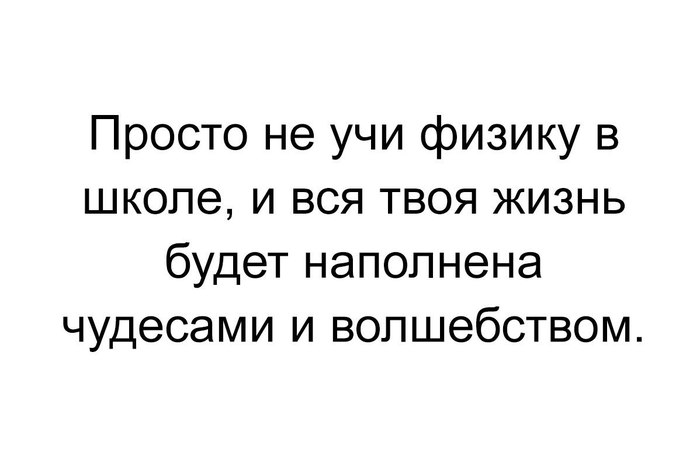 Просто не учи физику в
школе, и вся твоя жизнь
будет наполнена
чудесами и волшебством.